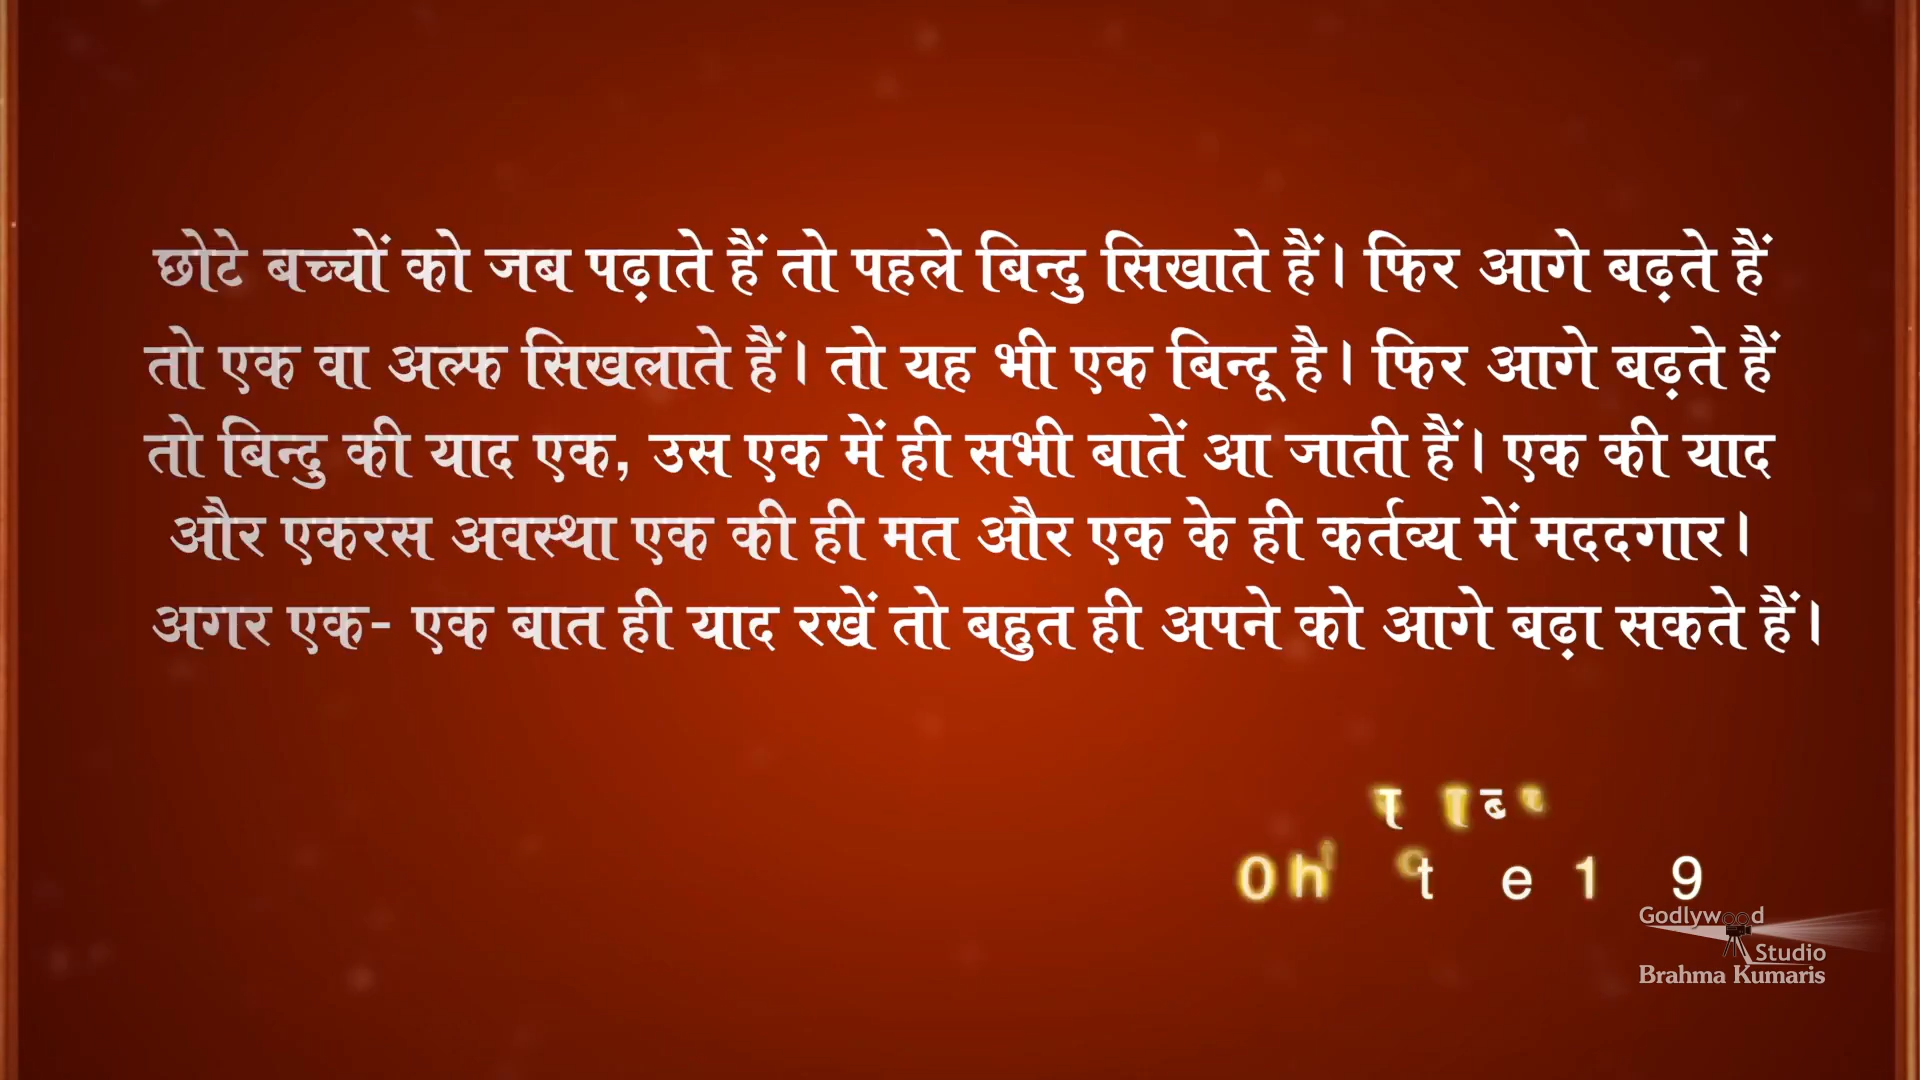 छोटे बच्चों को जब पढ़ाते हैं तो पहले बिन्दु सिखाते हैं। फिर आगे बढ़ते हैं
तो एक वा अल्फ सिखलाते हैं। तो यह भी एक बिन्दू है। फिर आगे बढ़ते हैं
तो बिन्दु की याद एक, उस एक में ही सभी बातें आ जाती हैं। एक की याद
और एकरस अवस्था एक की ही मत और एक के ही कर्तव्य में मददगार।
अगर एक- एक बात ही याद रखें तो बहुत ही अपने को आगे बढ़ा सकते हैं।
Godlywood
Studio
Brahma Kumaris